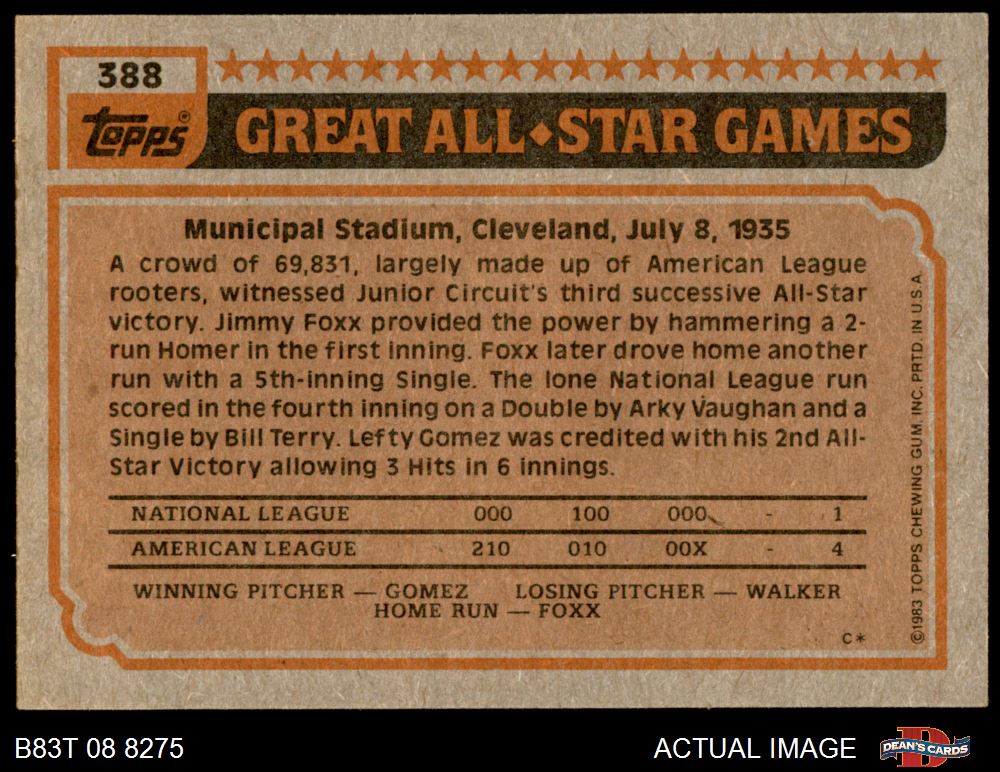 388
topps®
GREAT ALL◆STAR GAMES
Municipal Stadium, Cleveland, July 8, 1935
A crowd of 69,831, largely made up of American League
rooters, witnessed Junior Circuit's third successive All-Star
victory. Jimmy Foxx provided the power by hammering a 2-
run Homer in the first inning. Foxx later drove home another
run with a 5th-inning Single. The lone National League run
scored in the fourth inning on a Double by Arky Vaughan and a
Single by Bill Terry. Lefty Gomez was credited with his 2nd All-
Star Victory allowing 3 Hits in 6 innings.
NATIONAL LEAGUE 000 100 000 - 1
AMERICAN LEAGUE 210 010 00X - 4
WINNING PITCHER — GOMEZ LOSING PITCHER — WALKER
HOME RUN — FOXX
C*
©1983 TOPPS CHEWING GUM, INC. PRTD. IN U.S.A.
B83T 08 8275
ACTUAL IMAGE
D
DEAN'S CARDS